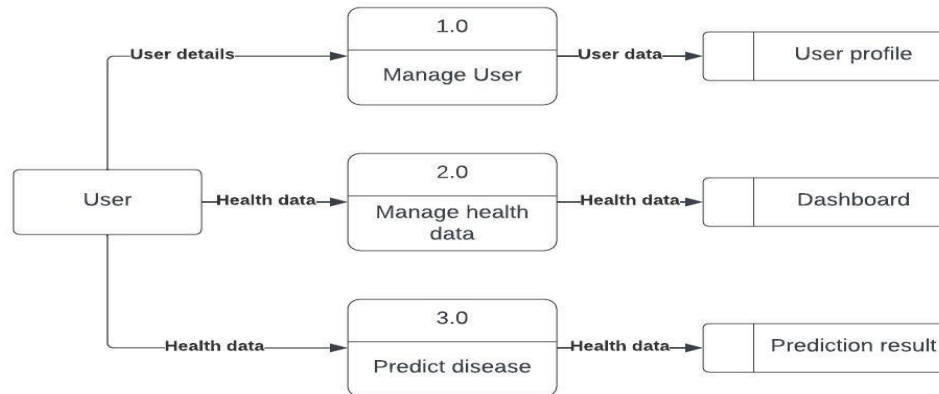 1.0
User details
Manage User
User data
User profile
User
Health data
2.0
Manage health
data
Health data
Dashboard
Health data
3.0
Predict disease
Health data
Prediction result